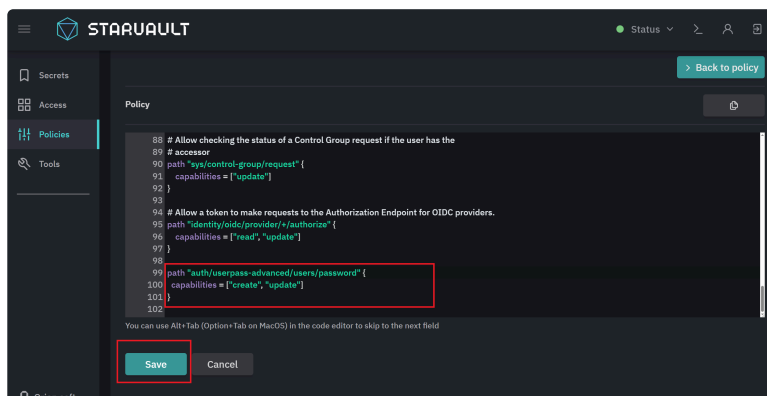 STARVAULT
Status
Back to policy
Secrets
Access
Policies
Tools
Policy
88 # Allow checking the status of a Control Group request if the user has the
89 # accessor
90 path "sys/control-group/request" {
91 capabilities = ["update"]
92 }
93
94 # Allow a token to make requests to the Authorization Endpoint for OIDC providers.
95 path "identity/oidc/provider/+/authorize" {
96 capabilities = ["read", "update"]
97 }
98
99 path "auth/userpass-advanced/users/password" {
100 capabilities = ["create", "update"]
101 }
102
You can use Alt+Tab (Option+Tab on MacOS) in the code editor to skip to the next field
Save
Cancel